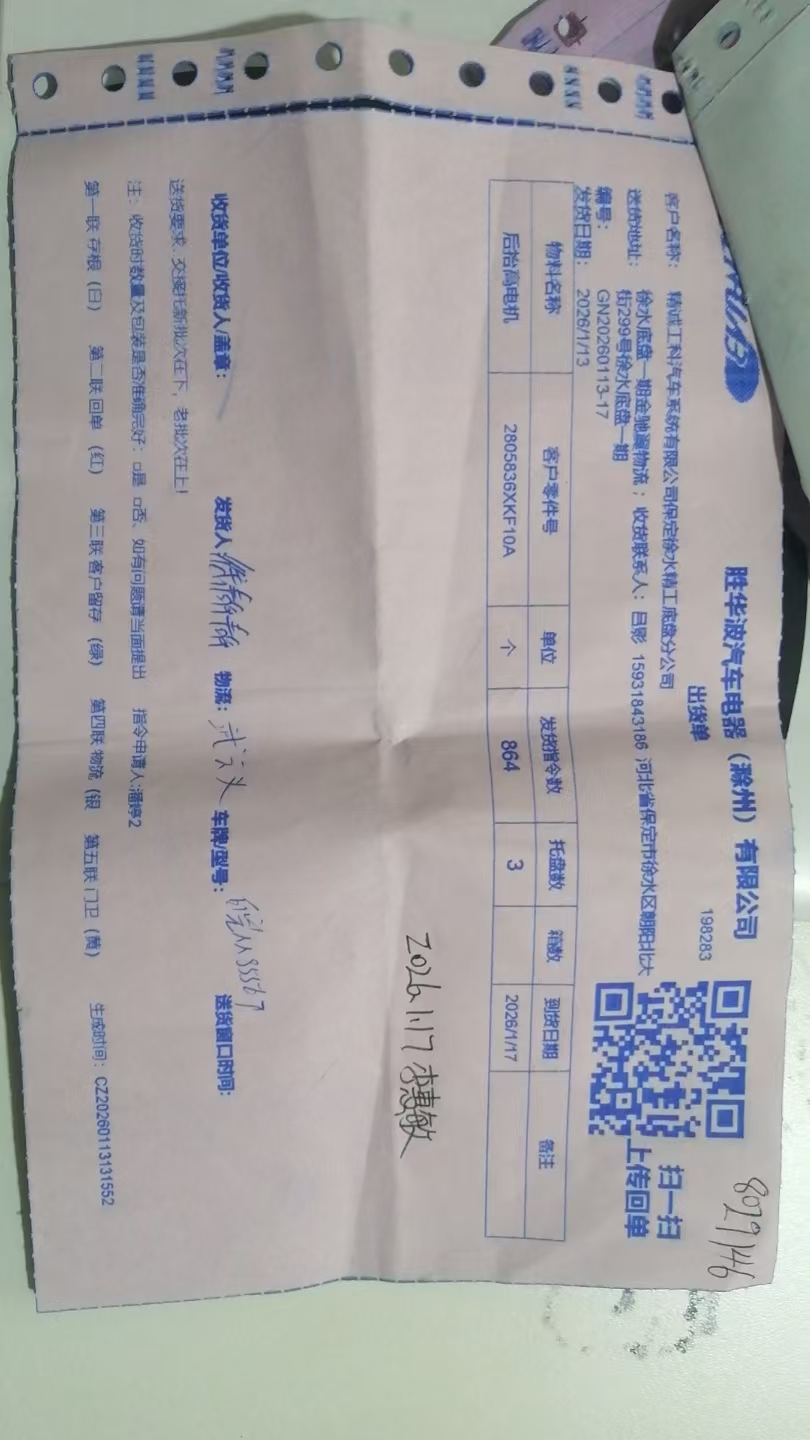 胜华波汽车电器（滁州）有限公司
出货单
198283
8029146
客户名称： 精诚工科汽车系统有限公司保定徐水精工底盘分公司
送货地址： 徐水底盘一期金驰翼物流；收货联系人：吕彰 15931843186 河北省保定市徐水区朝阳北大
街299号徐水底盘一期
编号： GN20260113-17
发货日期： 2026/1/13
扫一扫
上传回单
物料名称 客户零件号 单位 发货指令数 托盘数 箱数 到货日期 备注
后抬高电机 2805836XKF10A 个 864 3 2026/1/17
2026.1.17 李惠敏
收货单位/收货人/盖章： 发货人 物流： 车牌/型号： 送货窗口时间：
送货要求：交接托新批次在下，老批次在上！
注：收货时数量及包装是否准确完好：□是 □否、如有问题请当面提出 指令申请人:潘婷2
第一联 存根（白） 第二联 回单（红） 第三联 客户留存（绿） 第四联 物流（银 第五联 门卫（黄） 生成时间：CZ20260113131552